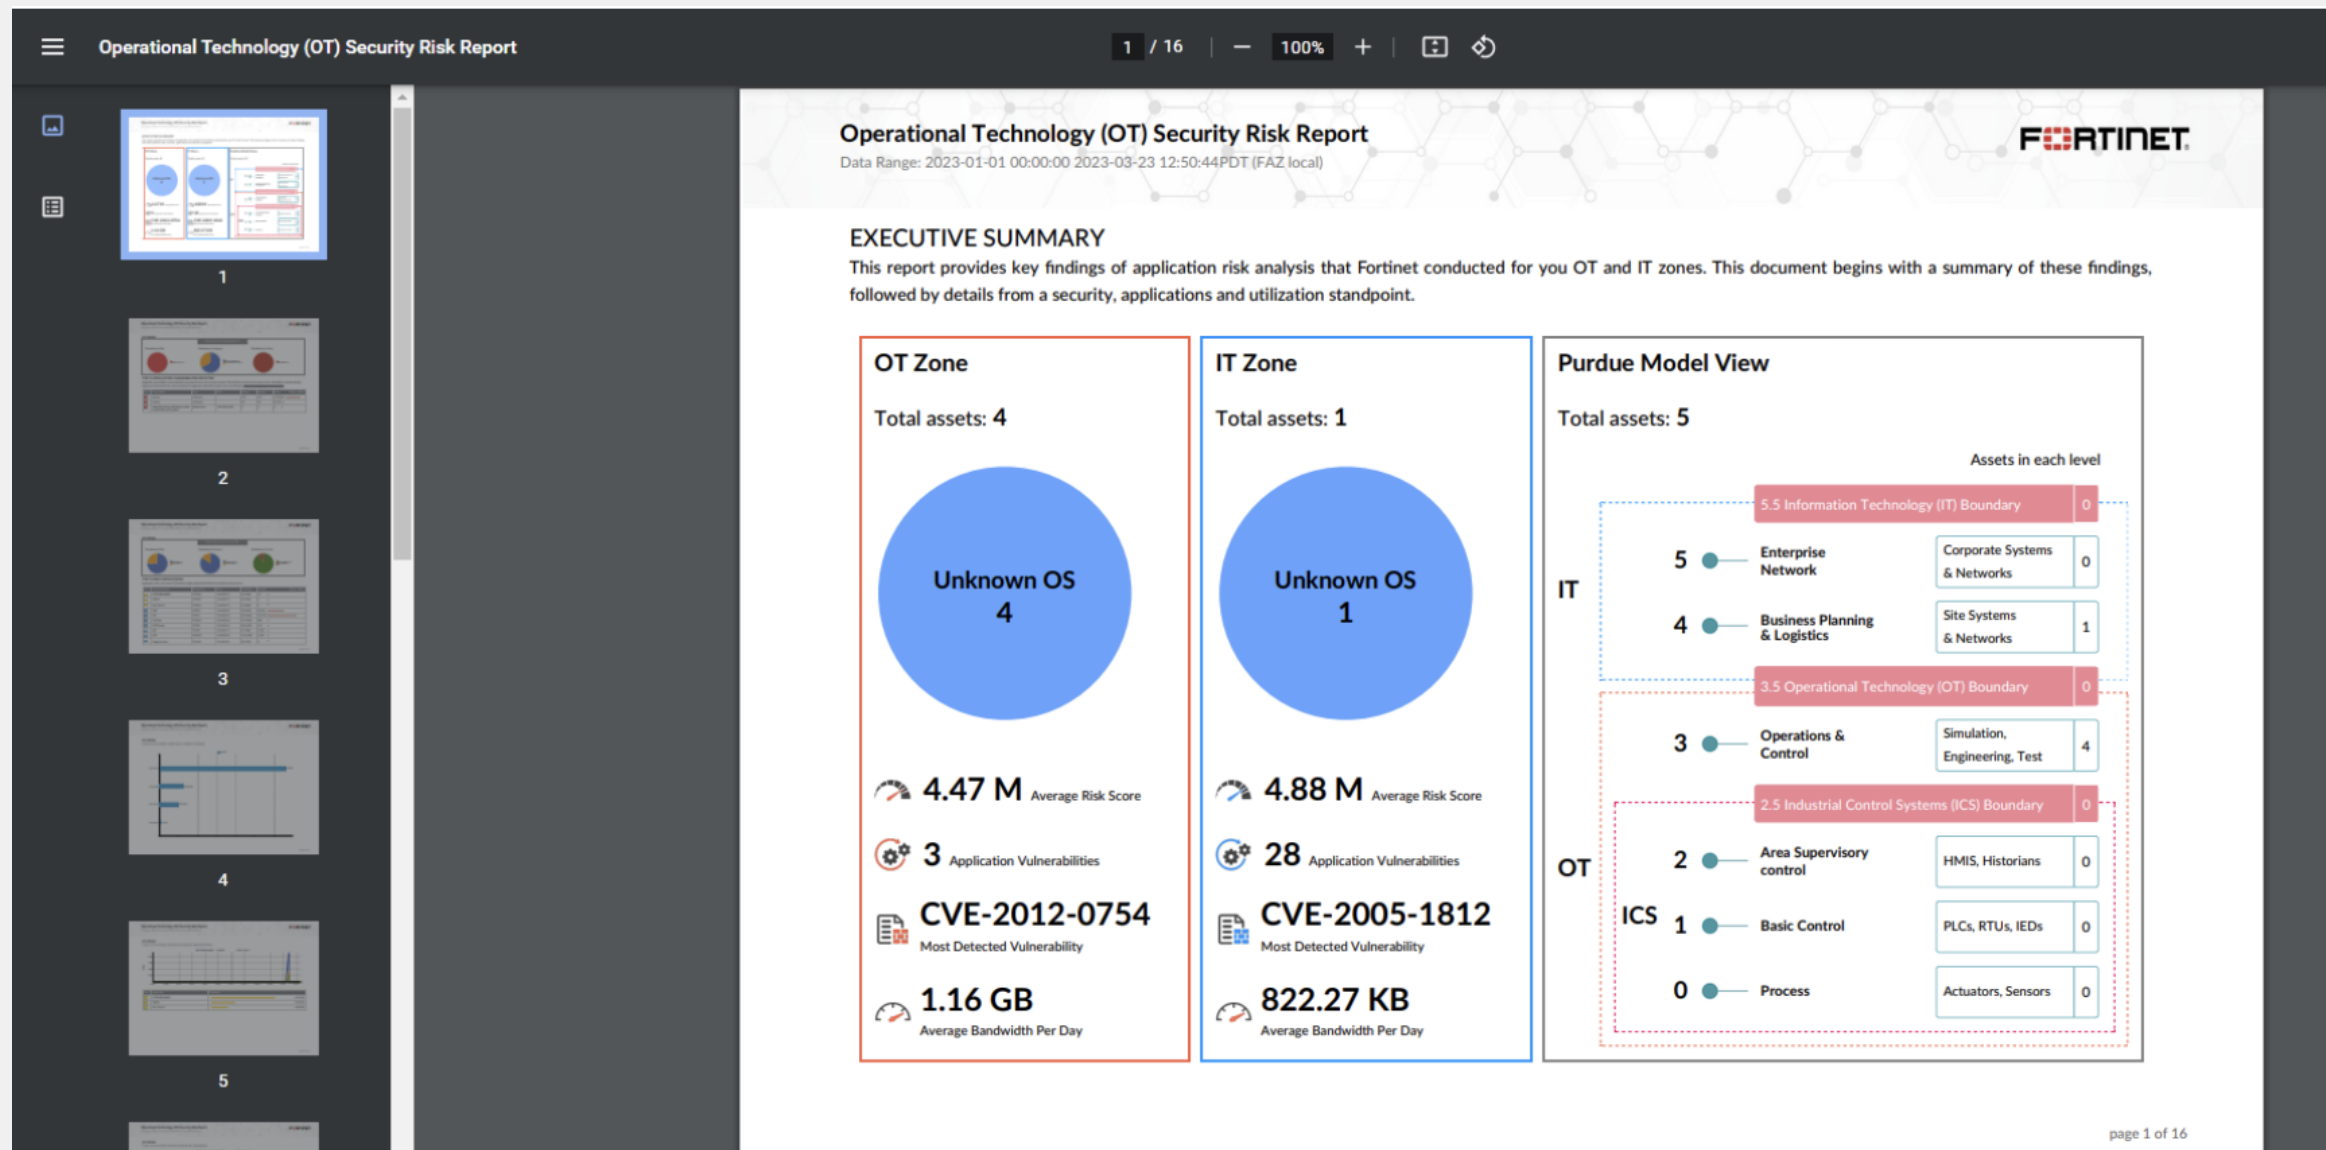 Operational Technology (OT) Security Risk Report
1 / 16
100%
1
2
3
4
5
Operational Technology (OT) Security Risk Report
Data Range: 2023-01-01 00:00:00 2023-03-23 12:50:44PDT (FAZ local)
FORTINET
EXECUTIVE SUMMARY
This report provides key findings of application risk analysis that Fortinet conducted for you OT and IT zones. This document begins with a summary of these findings,
followed by details from a security, applications and utilization standpoint.
OT Zone
Total assets: 4
Unknown OS
4
4.47 M Average Risk Score
3 Application Vulnerabilities
CVE-2012-0754
Most Detected Vulnerability
1.16 GB
Average Bandwidth Per Day
IT Zone
Total assets: 1
Unknown OS
1
4.88 M Average Risk Score
28 Application Vulnerabilities
CVE-2005-1812
Most Detected Vulnerability
822.27 KB
Average Bandwidth Per Day
Purdue Model View
Total assets: 5
Assets in each level
5.5 Information Technology (IT) Boundary 0
IT
5 Enterprise
Network
Corporate Systems
& Networks
0
4 Business Planning
& Logistics
Site Systems
& Networks
1
3.5 Operational Technology (OT) Boundary 0
3 Operations &
Control
Simulation,
Engineering, Test
4
2.5 Industrial Control Systems (ICS) Boundary 0
OT
2 Area Supervisory
control
HMIS, Historians 0
ICS
1 Basic Control PLCs, RTUs, IEDs 0
0 Process Actuators, Sensors 0
page 1 of 16